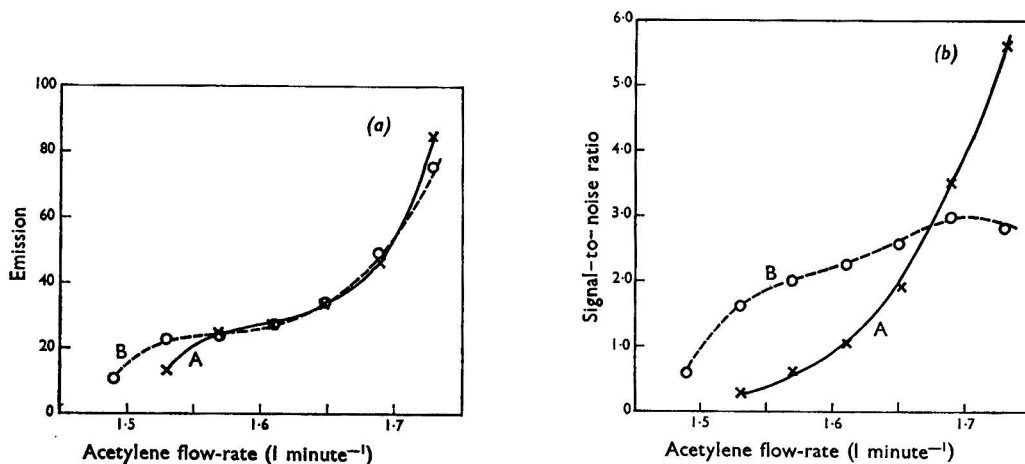 (a)
100
80
60
40
20
0
Emission
B
A
1·5
1·6
1·7
Acetylene flow-rate (l minute—¹)
(b)
6·0
5·0
4·0
3·0
2·0
1·0
0
Signal-to-noise ratio
B
A
1·5
1·6
1·7
Acetylene flow-rate (l minute—¹)